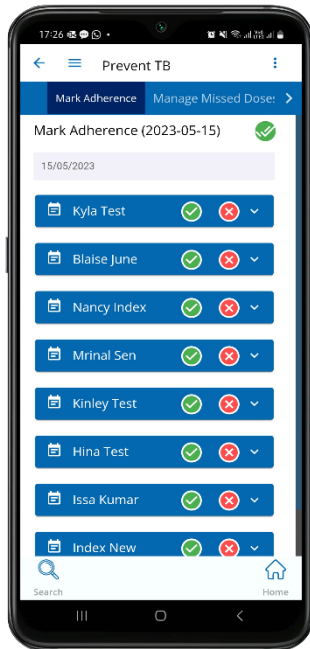 17:26
Prevent TB
Mark Adherence Manage Missed Doses
Mark Adherence (2023-05-15)
15/05/2023
Kyla Test
Blaise June
Nancy Index
Mrinal Sen
Kinley Test
Hina Test
Issa Kumar
Index New
Search Home